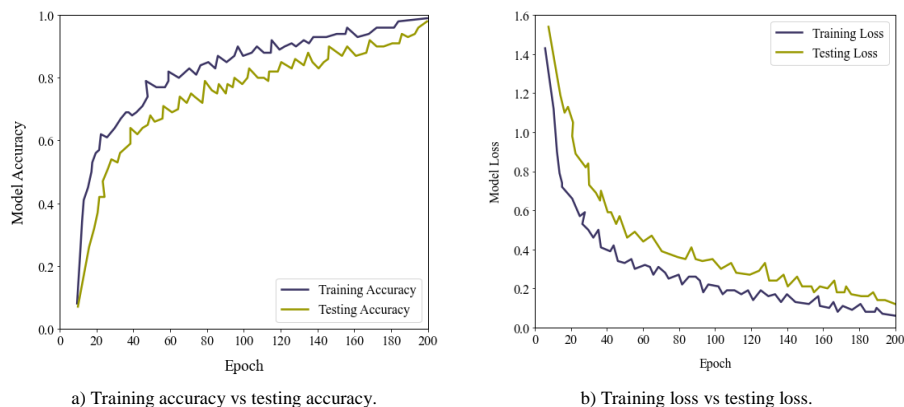 1.0
0.8
0.6
0.4
0.2
0.0
Model Accuracy
0 20 40 60 80 100 120 140 160 180 200
Epoch
Training Accuracy
Testing Accuracy
a) Training accuracy vs testing accuracy.
1.6
1.4
1.2
1.0
0.8
0.6
0.4
0.2
0.0
Model Loss
0 20 40 60 80 100 120 140 160 180 200
Epoch
Training Loss
Testing Loss
b) Training loss vs testing loss.